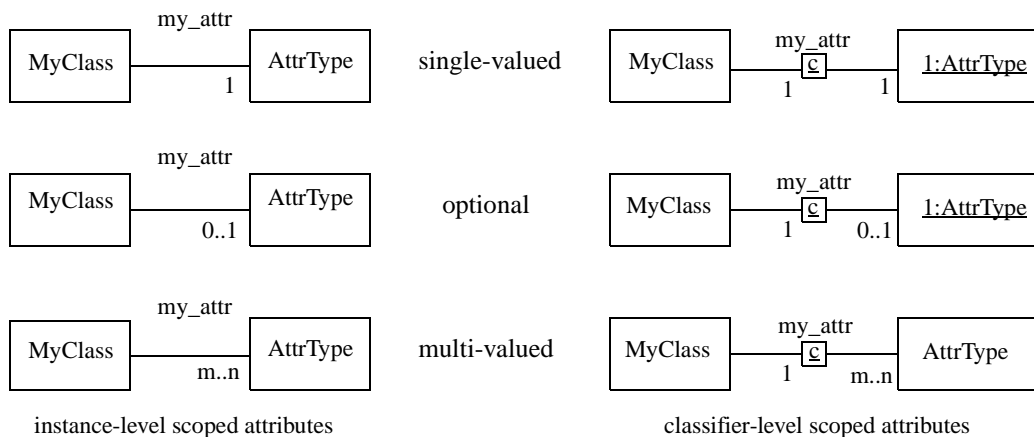 my_attr
MyClass
AttrType
1
single-valued
MyClass
my_attr
c
1
1
1:AttrType
my_attr
MyClass
AttrType
0..1
optional
MyClass
my_attr
c
1
0..1
1:AttrType
my_attr
MyClass
AttrType
m..n
multi-valued
MyClass
my_attr
c
1
m..n
AttrType
instance-level scoped attributes
classifier-level scoped attributes